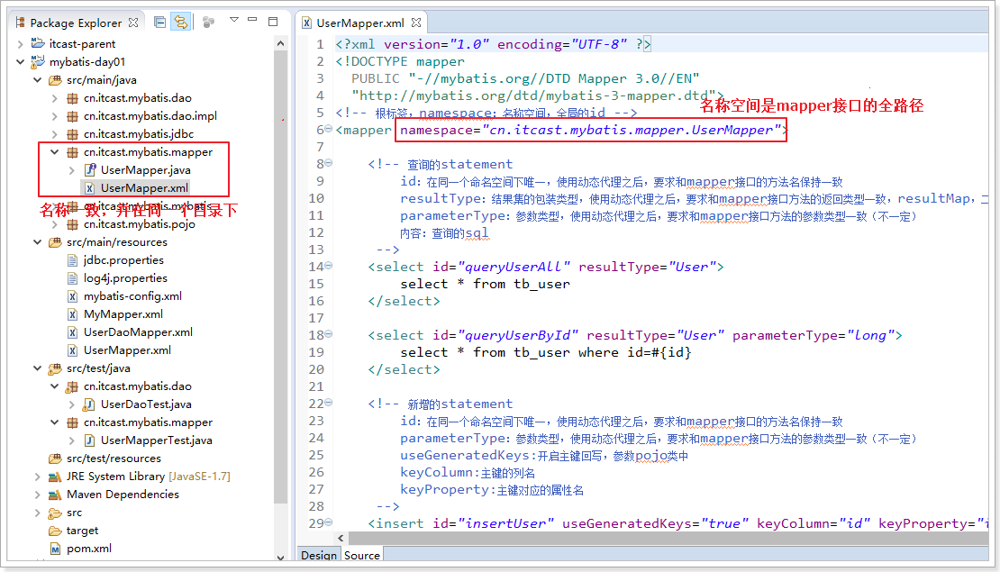 Package Explorer
itcast-parent
mybatis-day01
src/main/java
cn.itcast.mybatis.dao
cn.itcast.mybatis.dao.impl
cn.itcast.mybatis.jdbc
cn.itcast.mybatis.mapper
UserMapper.java
UserMapper.xml
cn.itcast.mybatis.mybatis
名称一致，并在同一个目录下
cn.itcast.mybatis.pojo
src/main/resources
jdbc.properties
log4j.properties
mybatis-config.xml
MyMapper.xml
UserDaoMapper.xml
UserMapper.xml
src/test/java
cn.itcast.mybatis.dao
UserDaoTest.java
cn.itcast.mybatis.mapper
UserMapperTest.java
src/test/resources
JRE System Library [JavaSE-1.7]
Maven Dependencies
src
target
pom.xml
UserMapper.xml
1 <?xml version="1.0" encoding="UTF-8" ?>
2 <!DOCTYPE mapper
3 PUBLIC "-//mybatis.org//DTD Mapper 3.0//EN"
4 "http://mybatis.org/dtd/mybatis-3-mapper.dtd">
名称空间是mapper接口的全路径
5 <!-- 根标签，namespace：名称空间，全局的id -->
6 <mapper namespace="cn.itcast.mybatis.mapper.UserMapper">
7
8 <!-- 查询的statement
9 id：在同一个命名空间下唯一，使用动态代理之后，要求和mapper接口的方法名保持一致
10 resultType：结果集的包装类型，使用动态代理之后，要求和mapper接口方法的返回类型一致，resultMap，二
11 parameterType：参数类型，使用动态代理之后，要求和mapper接口方法的参数类型一致（不一定）
12 内容：查询的sql
13 -->
14 <select id="queryUserAll" resultType="User">
15 select * from tb_user
16 </select>
17
18 <select id="queryUserById" resultType="User" parameterType="long">
19 select * from tb_user where id=#{id}
20 </select>
21
22 <!-- 新增的statement
23 id：在同一个命名空间下唯一，使用动态代理之后，要求和mapper接口的方法名保持一致
24 parameterType：参数类型，使用动态代理之后，要求和mapper接口方法的参数类型一致（不一定）
25 useGeneratedKeys:开启主键回写，参数pojo类中
26 keyColumn:主键的列名
27 keyProperty:主键对应的属性名
28 -->
29 <insert id="insertUser" useGeneratedKeys="true" keyColumn="id" keyProperty="i
Design Source